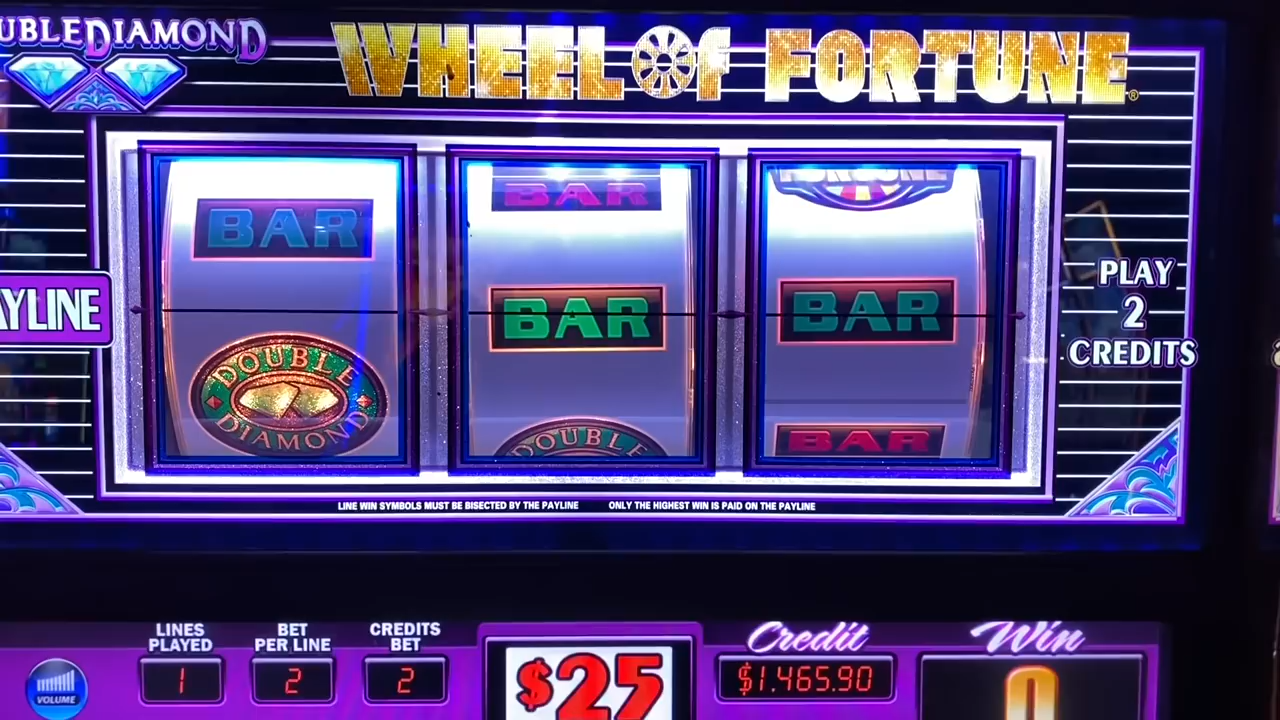 UBLEDIAMOND
WHEEL OF FORTUNE®
FORTUNE
BAR
BAR
BAR
BAR
AYLINE
PLAY
2
CREDITS
DOUBLE
DIAMOND
DOUBLE
BAR
LINE WIN SYMBOLS MUST BE BISECTED BY THE PAYLINE ONLY THE HIGHEST WIN IS PAID ON THE PAYLINE
LINES
PLAYED
BET
PER LINE
CREDITS
BET
Credit
Win
1
2
2
$25
$1,465.90
0
VOLUME